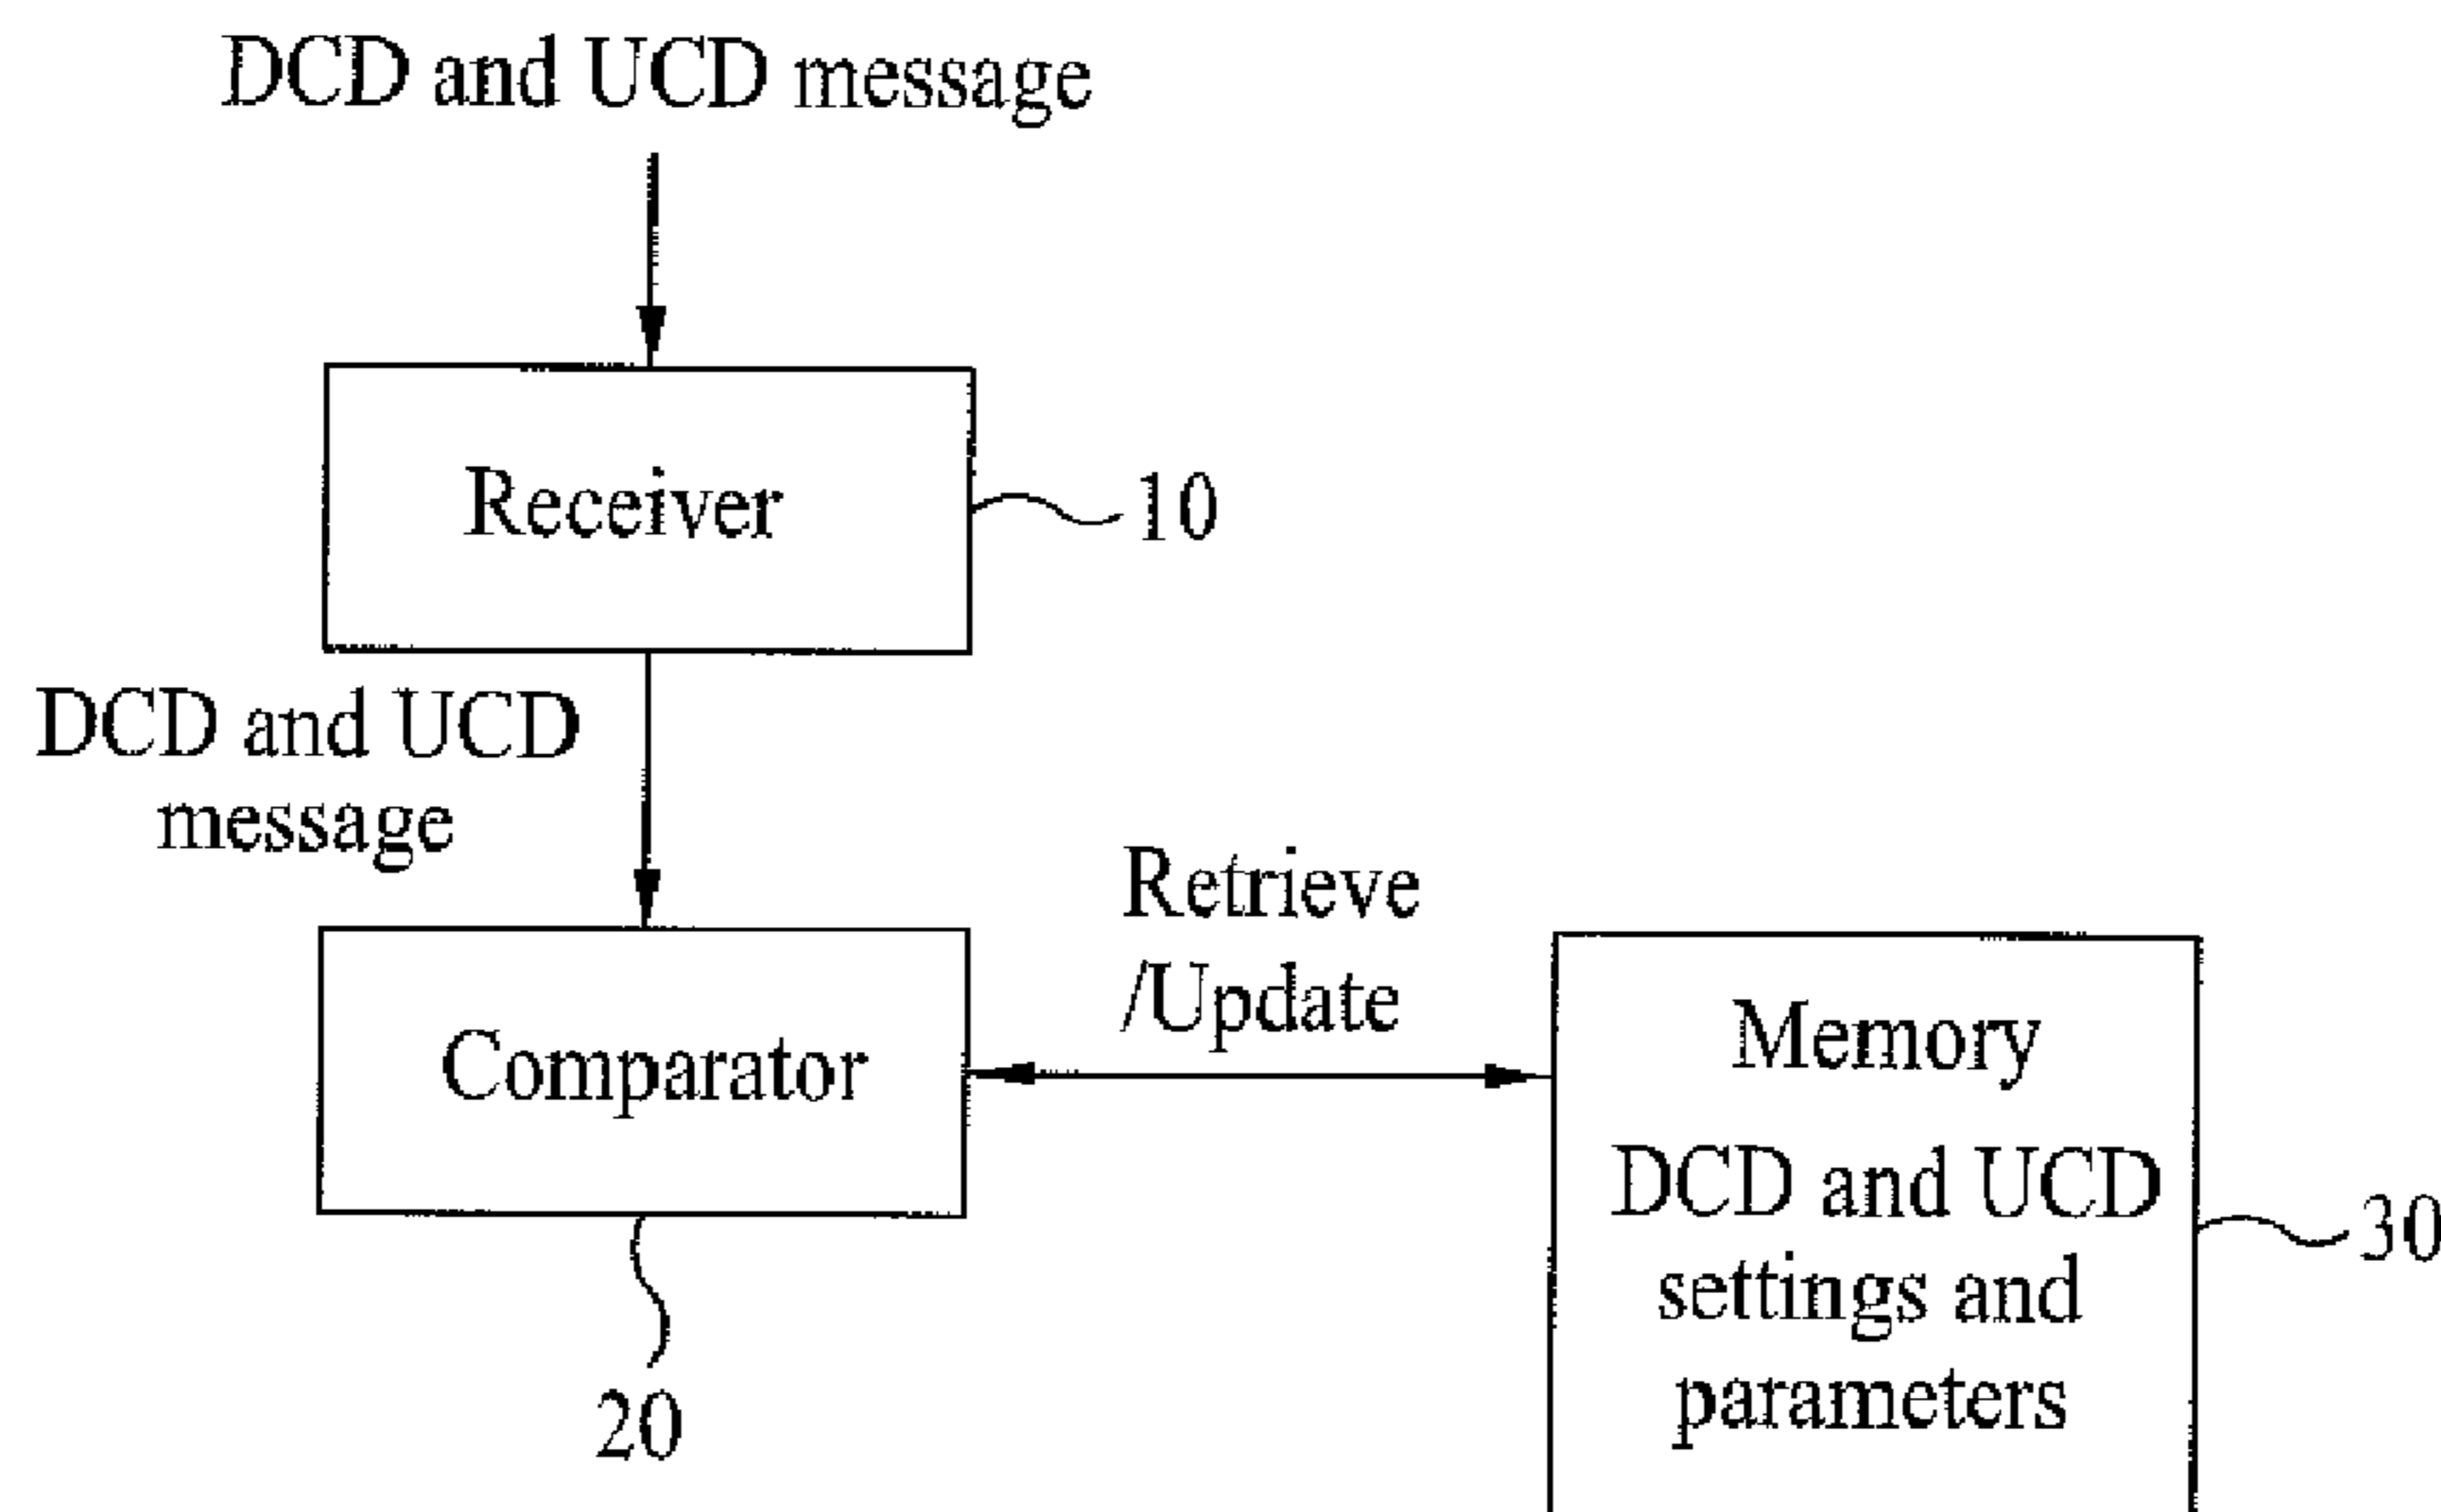 DCD and UCD message
Receiver
10
DCD and UCD
message
Retrieve
/Update
Comparator
20
Memory
DCD and UCD
settings and
parameters
30